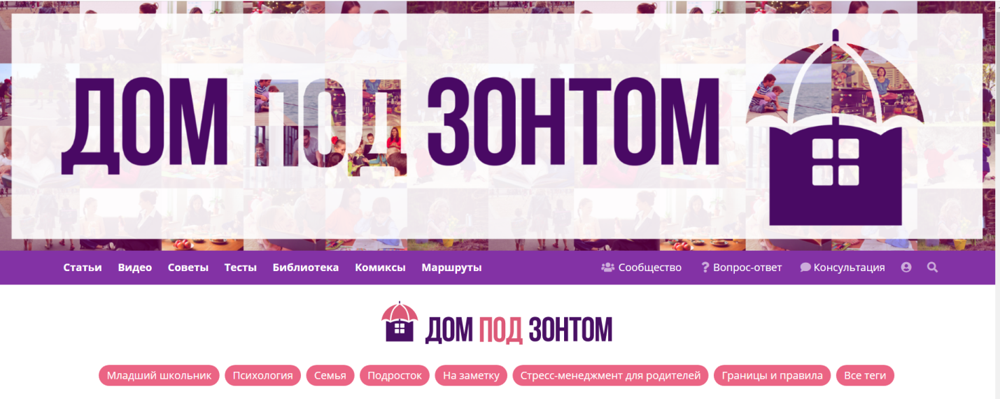 ДОМ ПОД ЗОНТОМ
Статьи Видео Советы Тесты Библиотека Комиксы Маршруты Сообщество Вопрос-ответ Консультация
ДОМ ПОД ЗОНТОМ
Младший школьник Психология Семья Подросток На заметку Стресс-менеджмент для родителей Границы и правила Все теги